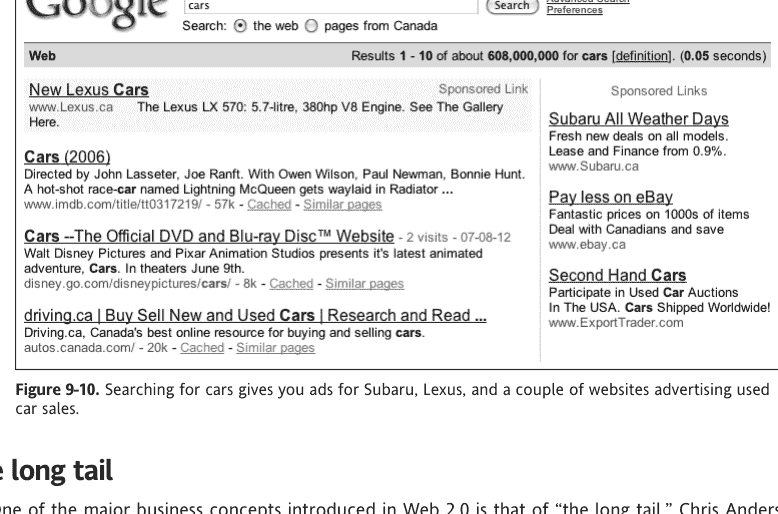 Google
cars
Search
Advanced Search
Preferences
Search: the web pages from Canada
Web
Results 1 - 10 of about 608,000,000 for cars [definition]. (0.05 seconds)
New Lexus Cars
Sponsored Link
www.Lexus.ca The Lexus LX 570: 5.7-litre, 380hp V8 Engine. See The Gallery
Here.
Cars (2006)
Directed by John Lasseter, Joe Ranft. With Owen Wilson, Paul Newman, Bonnie Hunt.
A hot-shot race-car named Lightning McQueen gets waylaid in Radiator ...
www.imdb.com/title/tt0317219/ - 57k - Cached - Similar pages
Cars --The Official DVD and Blu-ray Disc™ Website - 2 visits - 07-08-12
Walt Disney Pictures and Pixar Animation Studios presents it's latest animated
adventure, Cars. In theaters June 9th.
disney.go.com/disneypictures/cars/ - 8k - Cached - Similar pages
driving.ca | Buy Sell New and Used Cars | Research and Read ...
Driving.ca, Canada's best online resource for buying and selling cars.
autos.canada.com/ - 20k - Cached - Similar pages
Sponsored Links
Subaru All Weather Days
Fresh new deals on all models.
Lease and Finance from 0.9%.
www.Subaru.ca
Pay less on eBay
Fantastic prices on 1000s of items
Deal with Canadians and save
www.ebay.ca
Second Hand Cars
Participate in Used Car Auctions
In The USA. Cars Shipped Worldwide!
www.ExportTrader.com
Figure 9-10. Searching for cars gives you ads for Subaru, Lexus, and a couple of websites advertising used
car sales.
e long tail
One of the major business concepts introduced in Web 2.0 is that of “the long tail.” Chris Anders